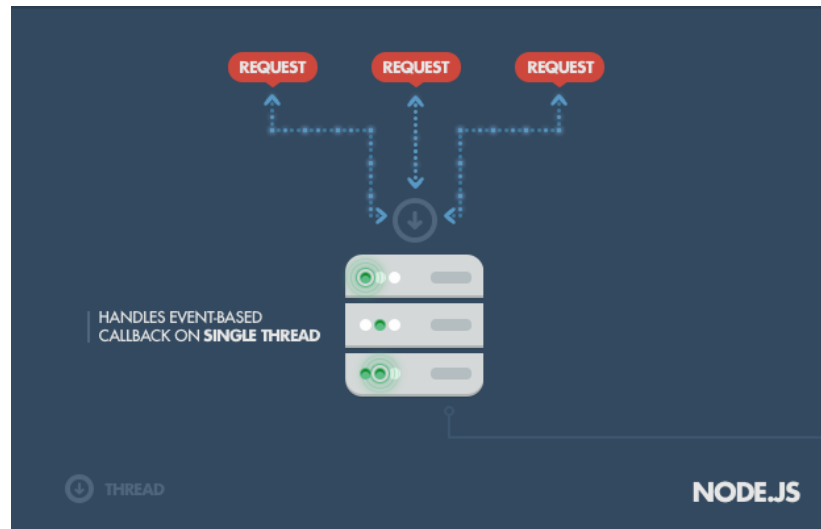 REQUEST
REQUEST
REQUEST
HANDLES EVENT-BASED
CALLBACK ON SINGLE THREAD
THREAD
NODE.JS